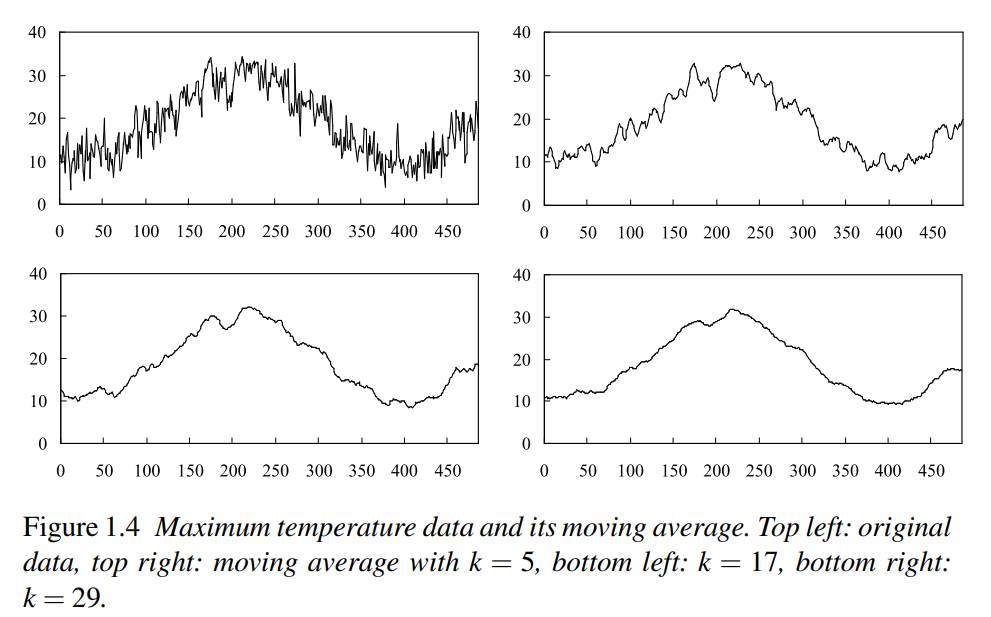 40
30
20
10
0
0 50 100 150 200 250 300 350 400 450
40
30
20
10
0
0 50 100 150 200 250 300 350 400 450
40
30
20
10
0
0 50 100 150 200 250 300 350 400 450
40
30
20
10
0
0 50 100 150 200 250 300 350 400 450
Figure 1.4 Maximum temperature data and its moving average. Top left: original
data, top right: moving average with k = 5, bottom left: k = 17, bottom right:
k = 29.